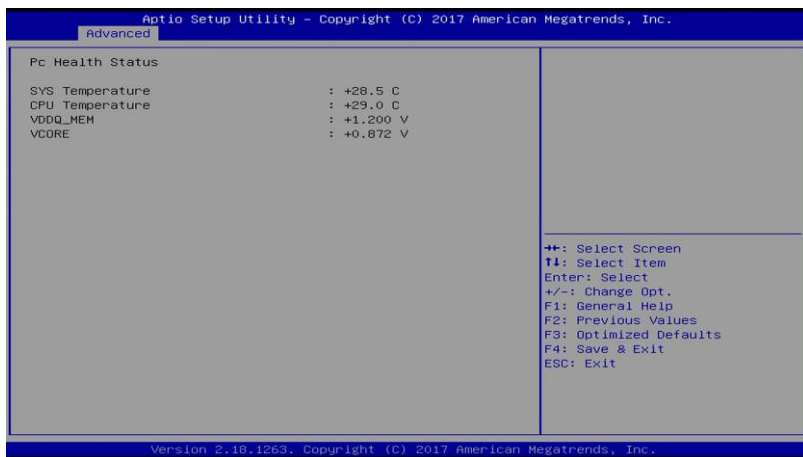 Aptio Setup Utility – Copyright (C) 2017 American Megatrends, Inc.
Advanced
Pc Health Status
SYS Temperature : +28.5 C
CPU Temperature : +29.0 C
VDDQ_MEM : +1.200 V
VCORE : +0.872 V
→←: Select Screen
↑↓: Select Item
Enter: Select
+/-: Change Opt.
F1: General Help
F2: Previous Values
F3: Optimized Defaults
F4: Save & Exit
ESC: Exit
Version 2.18.1263. Copyright (C) 2017 American Megatrends, Inc.